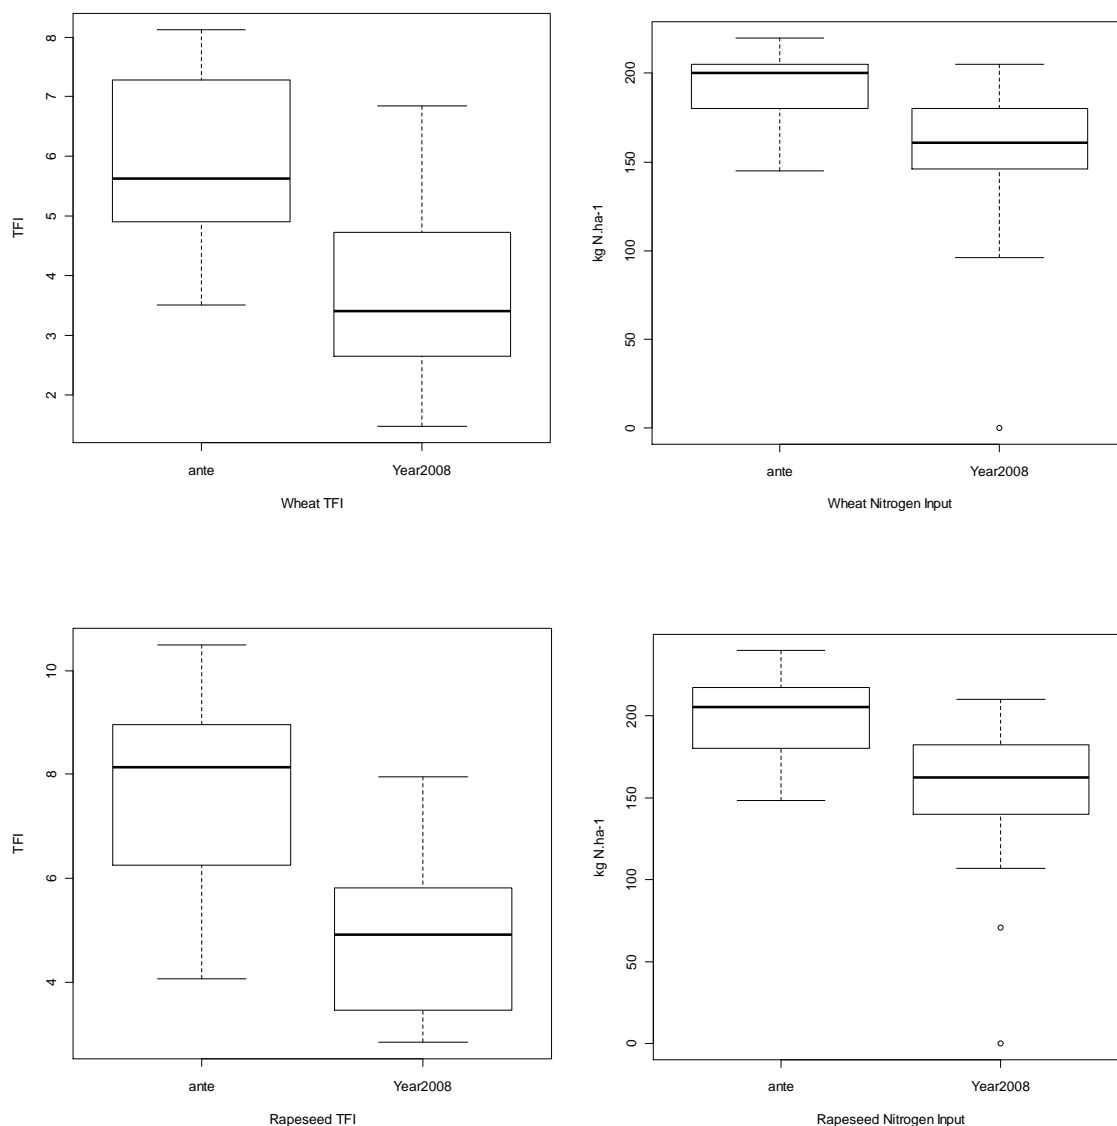 8
7
6
5
4
3
2
TFI
ante
Year2008
Wheat TFI
200
150
100
50
0
kg N.ha-1
ante
Year2008
Wheat Nitrogen Input
10
8
6
4
TFI
ante
Year2008
Rapeseed TFI
200
150
100
50
0
kg N.ha-1
ante
Year2008
Rapeseed Nitrogen Input